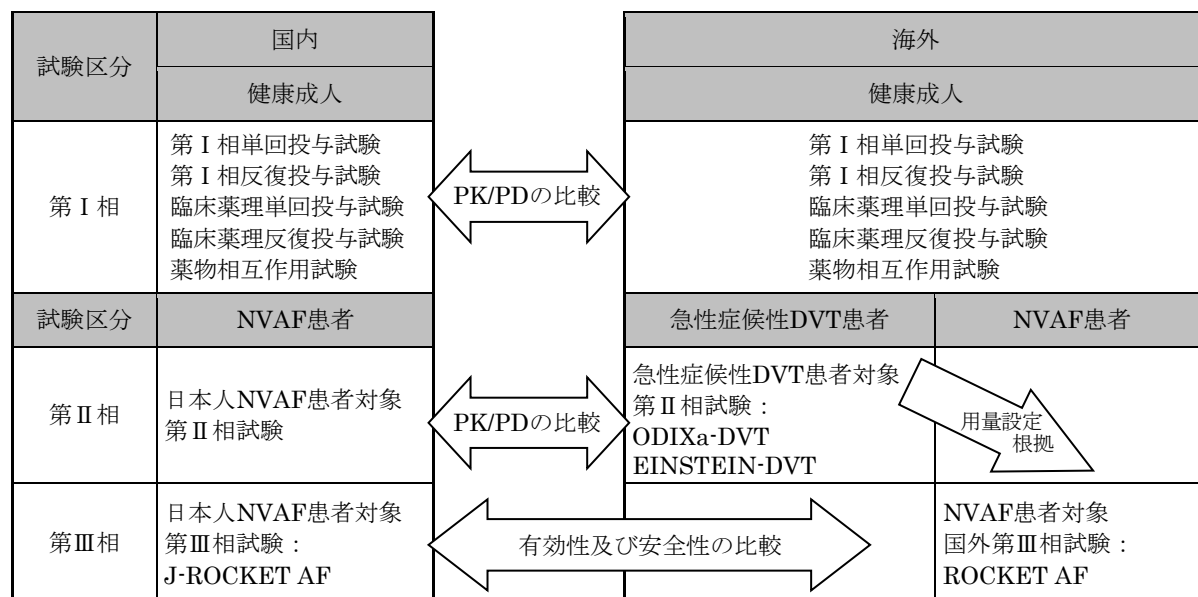 試験区分
国内
海外
健康成人
健康成人
第Ⅰ相
第Ⅰ相単回投与試験
第Ⅰ相反復投与試験
臨床薬理単回投与試験
臨床薬理反復投与試験
薬物相互作用試験
PK/PDの比較
第Ⅰ相単回投与試験
第Ⅰ相反復投与試験
臨床薬理単回投与試験
臨床薬理反復投与試験
薬物相互作用試験
試験区分
NVAF患者
急性症候性DVT患者
NVAF患者
第Ⅱ相
日本人NVAF患者対象
第Ⅱ相試験
PK/PDの比較
急性症候性DVT患者対象
第Ⅱ相試験：
ODIXa-DVT
EINSTEIN-DVT
用量設定
根拠
第Ⅲ相
日本人NVAF患者対象
第Ⅲ相試験：
J-ROCKET AF
有効性及び安全性の比較
NVAF患者対象
国外第Ⅲ相試験：
ROCKET AF